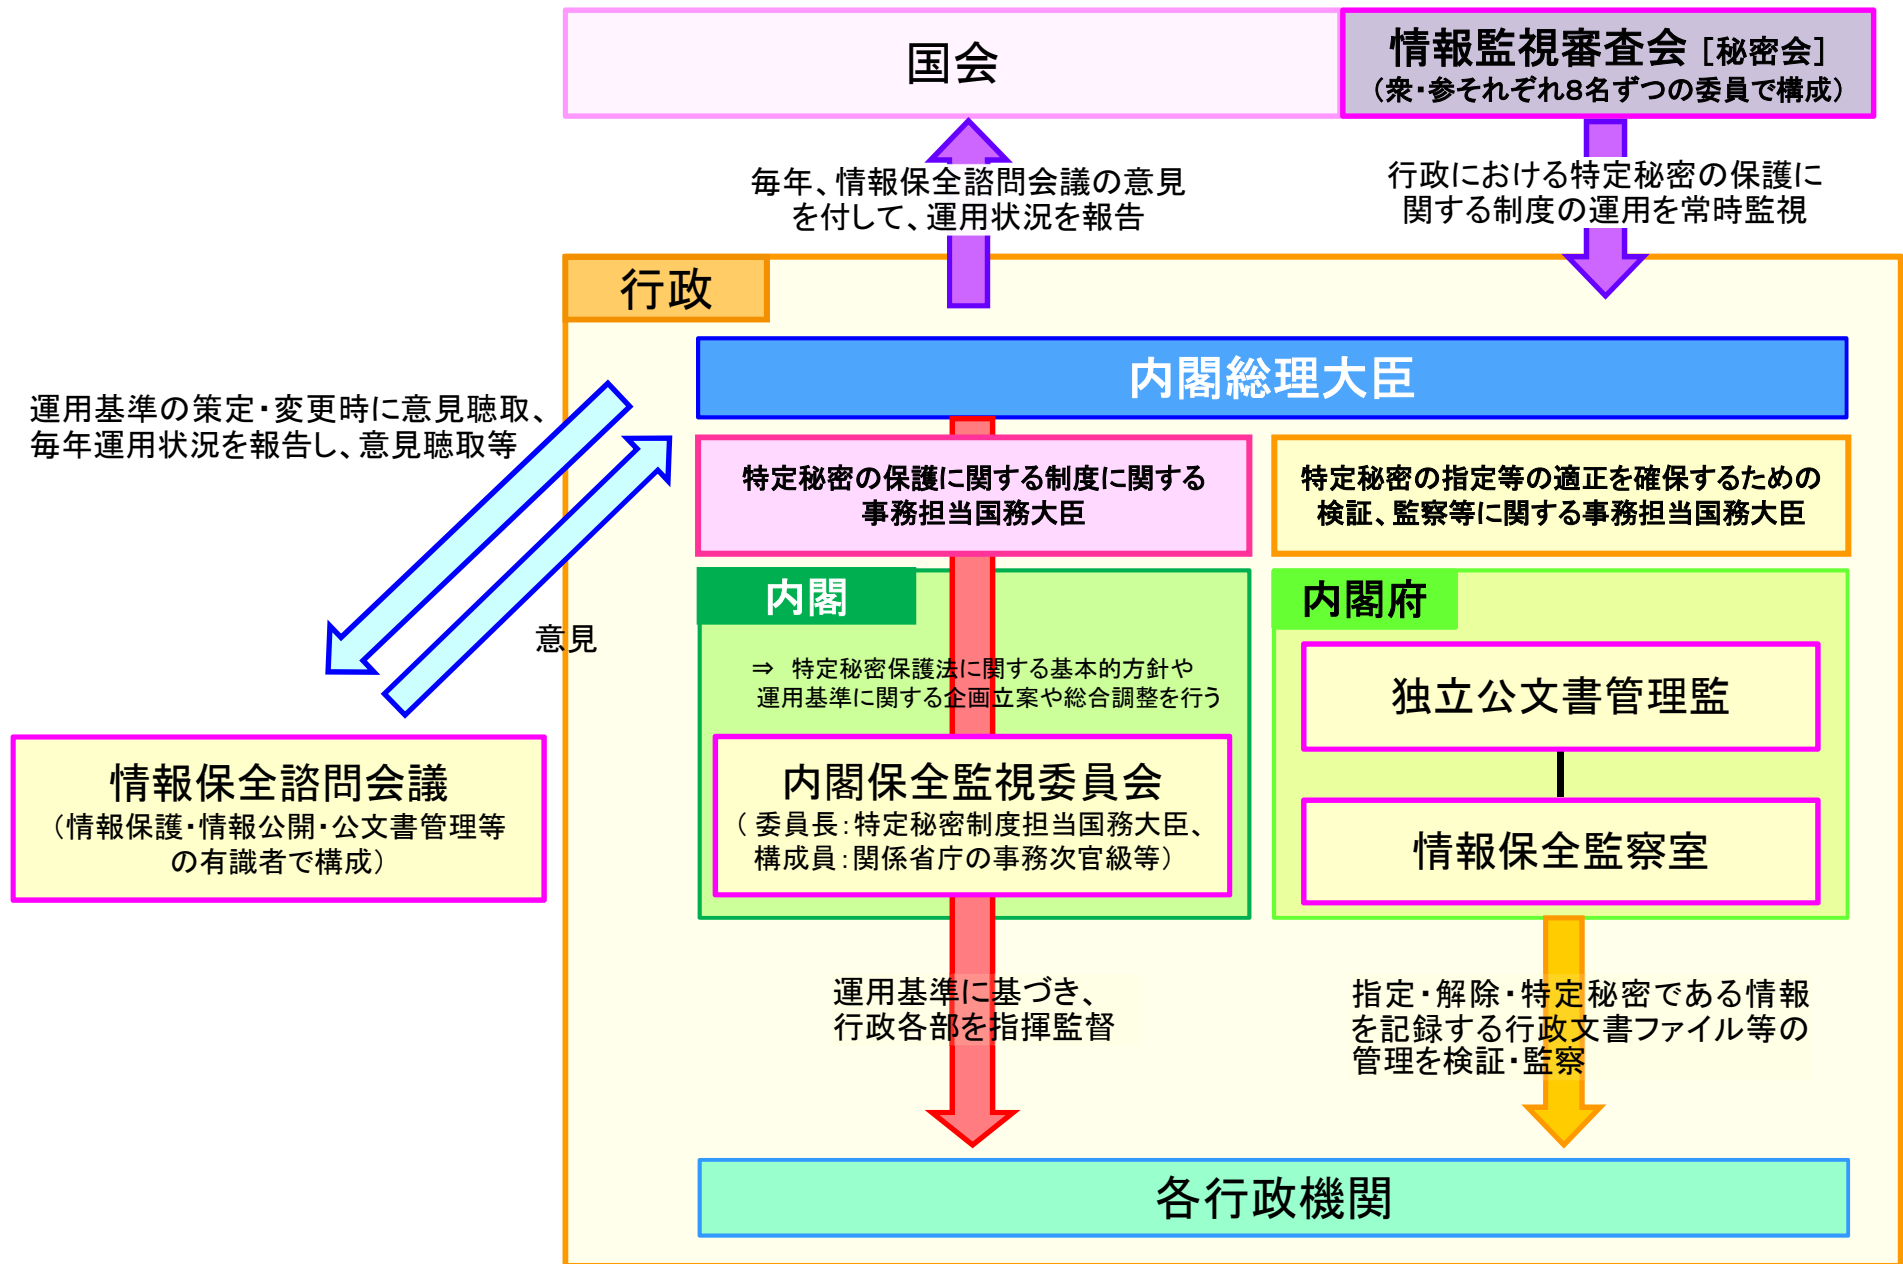 国会
情報監視審査会［秘密会］
（衆・参それぞれ８名ずつの委員で構成）
毎年、情報保全諮問会議の意見
を付して、運用状況を報告
行政における特定秘密の保護に
関する制度の運用を常時監視
行政
内閣総理大臣
運用基準の策定・変更時に意見聴取、
毎年運用状況を報告し、意見聴取等
特定秘密の保護に関する制度に関する
事務担当国務大臣
特定秘密の指定等の適正を確保するための
検証、監察等に関する事務担当国務大臣
内閣
内閣府
意見
⇒ 特定秘密保護法に関する基本的方針や
運用基準に関する企画立案や総合調整を行う
独立公文書管理監
情報保全諮問会議
（情報保護・情報公開・公文書管理等
の有識者で構成）
内閣保全監視委員会
（ 委員長：特定秘密制度担当国務大臣、
構成員：関係省庁の事務次官級等）
情報保全監察室
運用基準に基づき、
行政各部を指揮監督
指定・解除・特定秘密である情報
を記録する行政文書ファイル等の
管理を検証・監察
各行政機関